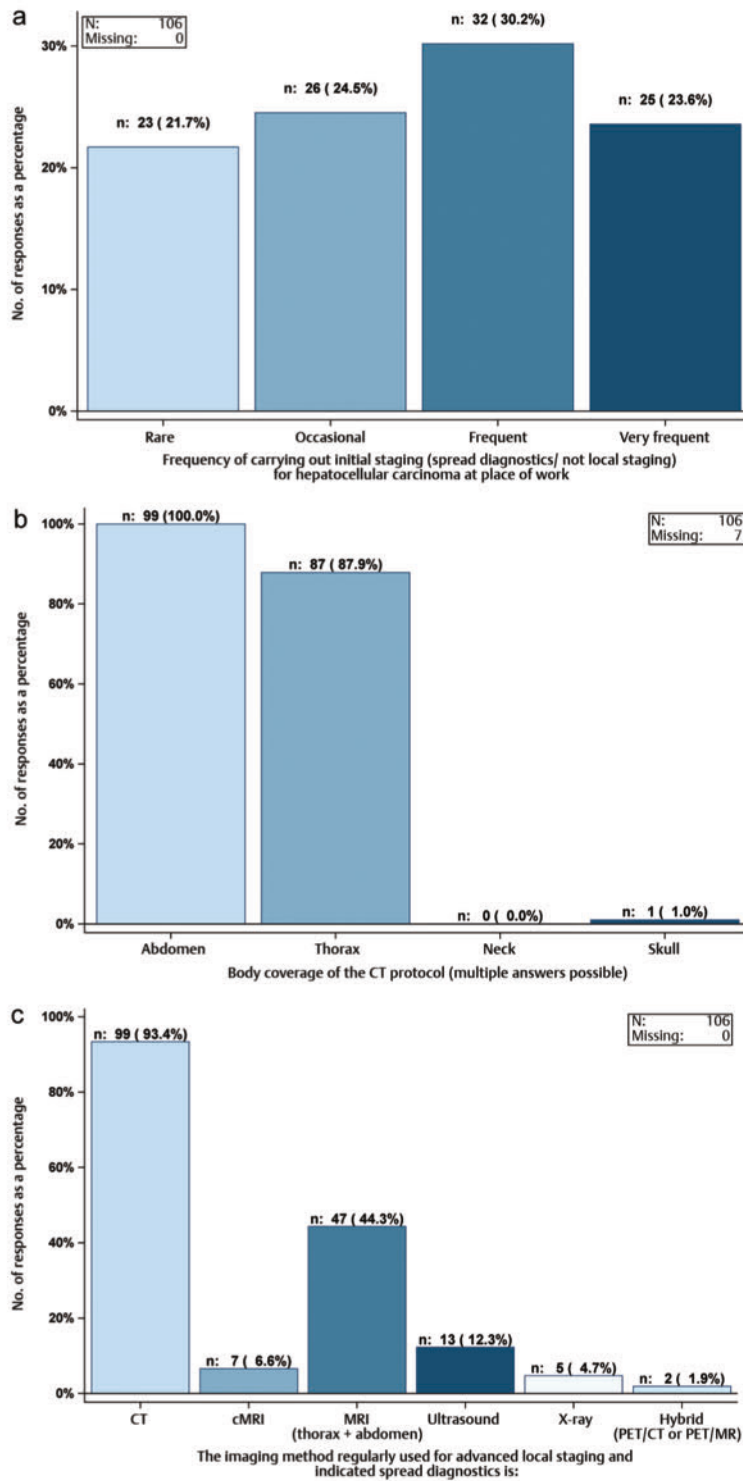 a
N: 106
Missing: 0
No. of responses as a percentage
30%
20%
10%
0%
n: 23 ( 21.7%)
n: 26 ( 24.5%)
n: 32 ( 30.2%)
n: 25 ( 23.6%)
Rare Occasional Frequent Very frequent
Frequency of carrying out initial staging (spread diagnostics/ not local staging)
for hepatocellular carcinoma at place of work
b
N: 106
Missing: 7
No. of responses as a percentage
100%
80%
60%
40%
20%
0%
n: 99 (100.0%)
n: 87 ( 87.9%)
n: 0 ( 0.0%)
n: 1 ( 1.0%)
Abdomen Thorax Neck Skull
Body coverage of the CT protocol (multiple answers possible)
c
N: 106
Missing: 0
No. of responses as a percentage
100%
80%
60%
40%
20%
0%
n: 99 ( 93.4%)
n: 7 ( 6.6%)
n: 47 ( 44.3%)
n: 13 ( 12.3%)
n: 5 ( 4.7%)
n: 2 ( 1.9%)
CT cMRI MRI Ultrasound X-ray Hybrid
(thorax + abdomen) (PET/CT or PET/MR)
The imaging method regularly used for advanced local staging and
indicated spread diagnostics is: